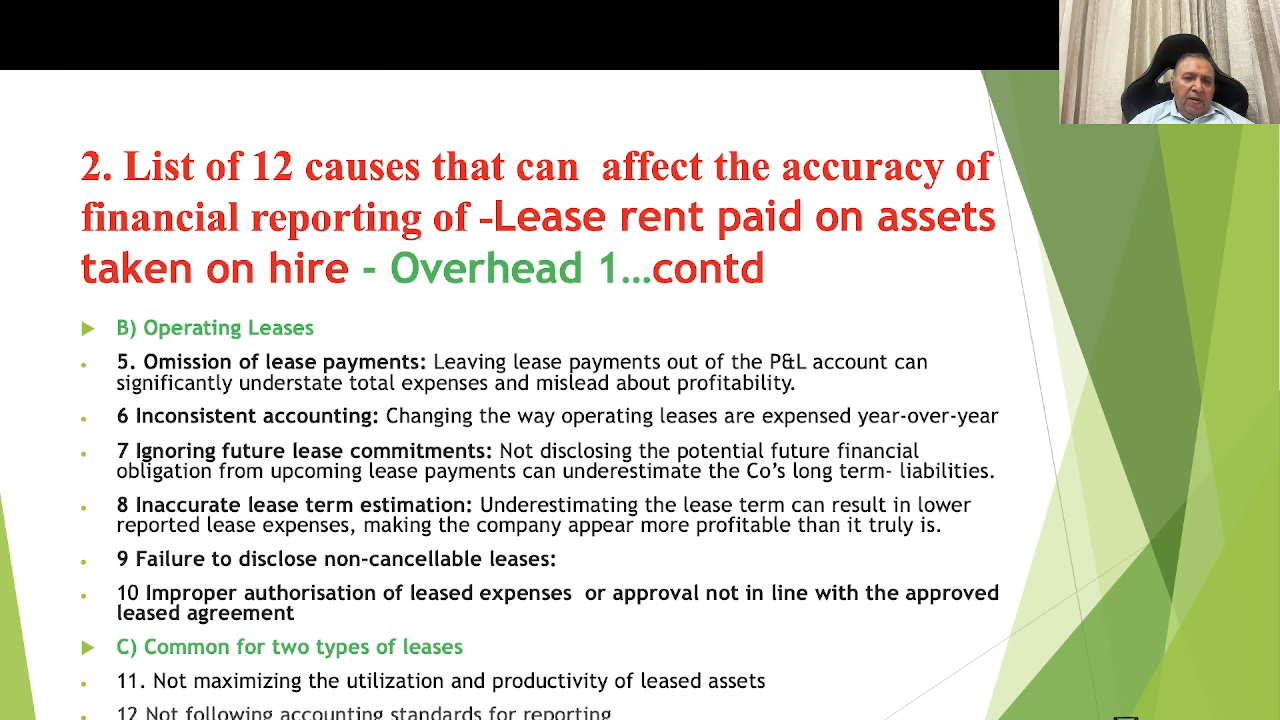 2. List of 12 causes that can affect the accuracy of
financial reporting of -Lease rent paid on assets
taken on hire - Overhead 1...contd
B) Operating Leases
5. Omission of lease payments: Leaving lease payments out of the P&L account can
significantly understate total expenses and mislead about profitability.
6 Inconsistent accounting: Changing the way operating leases are expensed year-over-year
7 Ignoring future lease commitments: Not disclosing the potential future financial
obligation from upcoming lease payments can underestimate the Co's long term- liabilities.
8 Inaccurate lease term estimation: Underestimating the lease term can result in lower
reported lease expenses, making the company appear more profitable than it truly is.
9 Failure to disclose non-cancellable leases:
10 Improper authorisation of leased expenses or approval not in line with the approved
leased agreement
C) Common for two types of leases
11. Not maximizing the utilization and productivity of leased assets
12 Not following accounting standards for reporting